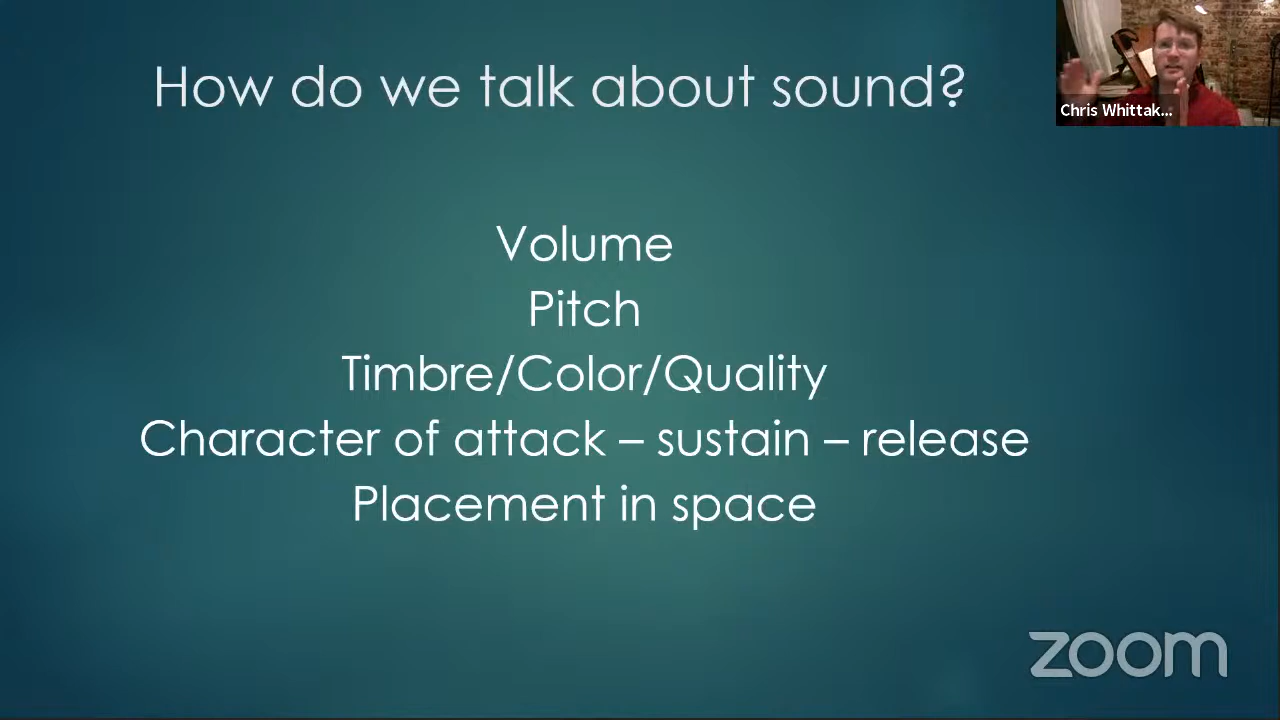 How do we talk about sound?
Chris Whittak...
Volume
Pitch
Timbre/Color/Quality
Character of attack – sustain – release
Placement in space
zoom